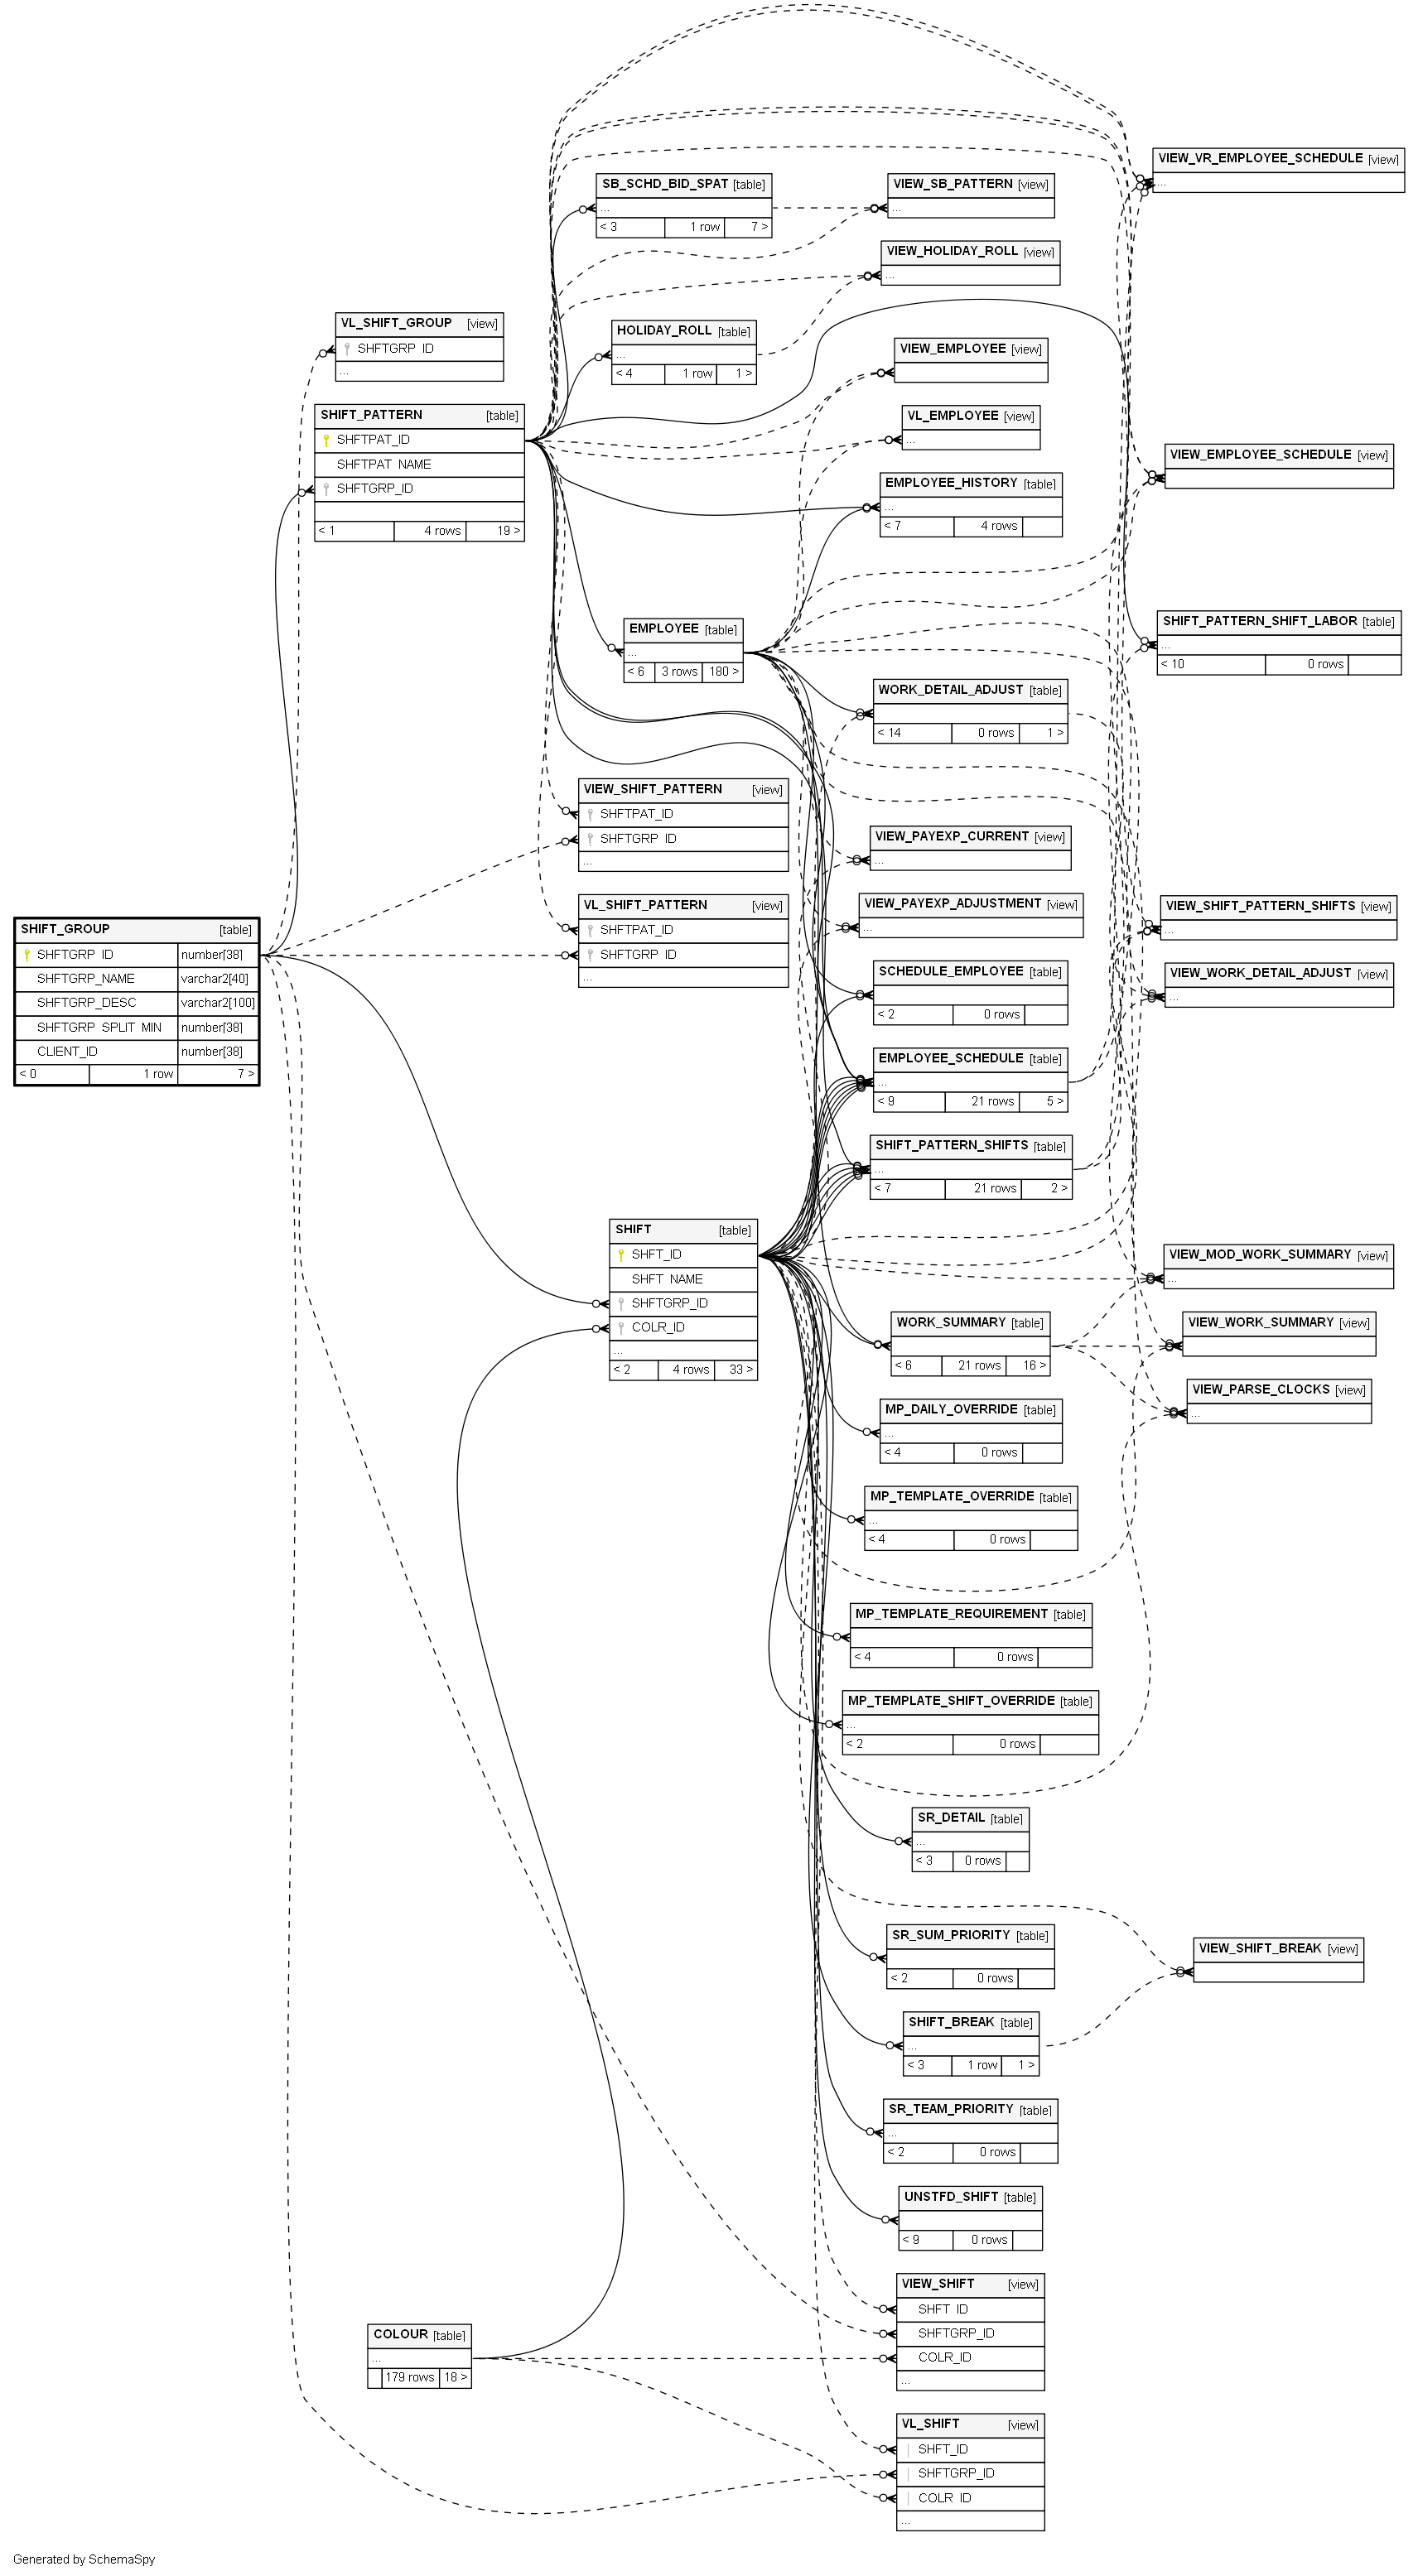 VIEW_VR_EMPLOYEE_SCHEDULE [view]
...
SB_SCHD_BID_SPAT [table]
...
< 3 1 row 7 >
VIEW_SB_PATTERN [view]
...
VIEW_HOLIDAY_ROLL [view]
...
VL_SHIFT_GROUP [view]
SHFTGRP_ID
...
HOLIDAY_ROLL [table]
...
< 4 1 row 1 >
VIEW_EMPLOYEE [view]
SHIFT_PATTERN [table]
SHFTPAT_ID
SHFTPAT_NAME
SHFTGRP_ID
< 1 4 rows 19 >
VL_EMPLOYEE [view]
...
VIEW_EMPLOYEE_SCHEDULE [view]
EMPLOYEE_HISTORY [table]
...
< 7 4 rows
EMPLOYEE [table]
...
< 6 3 rows 180 >
SHIFT_PATTERN_SHIFT_LABOR [table]
...
< 10 0 rows
WORK_DETAIL_ADJUST [table]
< 14 0 rows 1 >
VIEW_SHIFT_PATTERN [view]
SHFTPAT_ID
SHFTGRP_ID
...
VIEW_PAYEXP_CURRENT [view]
...
VL_SHIFT_PATTERN [view]
SHFTPAT_ID
SHFTGRP_ID
...
VIEW_PAYEXP_ADJUSTMENT [view]
...
VIEW_SHIFT_PATTERN_SHIFTS [view]
...
SHIFT_GROUP [table]
SHFTGRP_ID number[38]
SHFTGRP_NAME varchar2[40]
SHFTGRP_DESC varchar2[100]
SHFTGRP_SPLIT_MIN number[38]
CLIENT_ID number[38]
< 0 1 row 7 >
SCHEDULE_EMPLOYEE [table]
< 2 0 rows
VIEW_WORK_DETAIL_ADJUST [view]
...
EMPLOYEE_SCHEDULE [table]
...
< 9 21 rows 5 >
SHIFT_PATTERN_SHIFTS [table]
...
< 7 21 rows 2 >
SHIFT [table]
SHFT_ID
SHFT_NAME
SHFTGRP_ID
COLR_ID
...
< 2 4 rows 33 >
VIEW_MOD_WORK_SUMMARY [view]
...
WORK_SUMMARY [table]
< 6 21 rows 16 >
VIEW_WORK_SUMMARY [view]
VIEW_PARSE_CLOCKS [view]
...
MP_DAILY_OVERRIDE [table]
...
< 4 0 rows
MP_TEMPLATE_OVERRIDE [table]
...
< 4 0 rows
MP_TEMPLATE_REQUIREMENT [table]
< 4 0 rows
MP_TEMPLATE_SHIFT_OVERRIDE [table]
...
< 2 0 rows
SR_DETAIL [table]
...
< 3 0 rows
SR_SUM_PRIORITY [table]
< 2 0 rows
VIEW_SHIFT_BREAK [view]
SHIFT_BREAK [table]
...
< 3 1 row 1 >
SR_TEAM_PRIORITY [table]
...
< 2 0 rows
UNSTFD_SHIFT [table]
< 9 0 rows
VIEW_SHIFT [view]
SHFT_ID
SHFTGRP_ID
COLR_ID
...
COLOUR [table]
...
179 rows 18 >
VL_SHIFT [view]
SHFT_ID
SHFTGRP_ID
COLR_ID
...
Generated by SchemaSpy